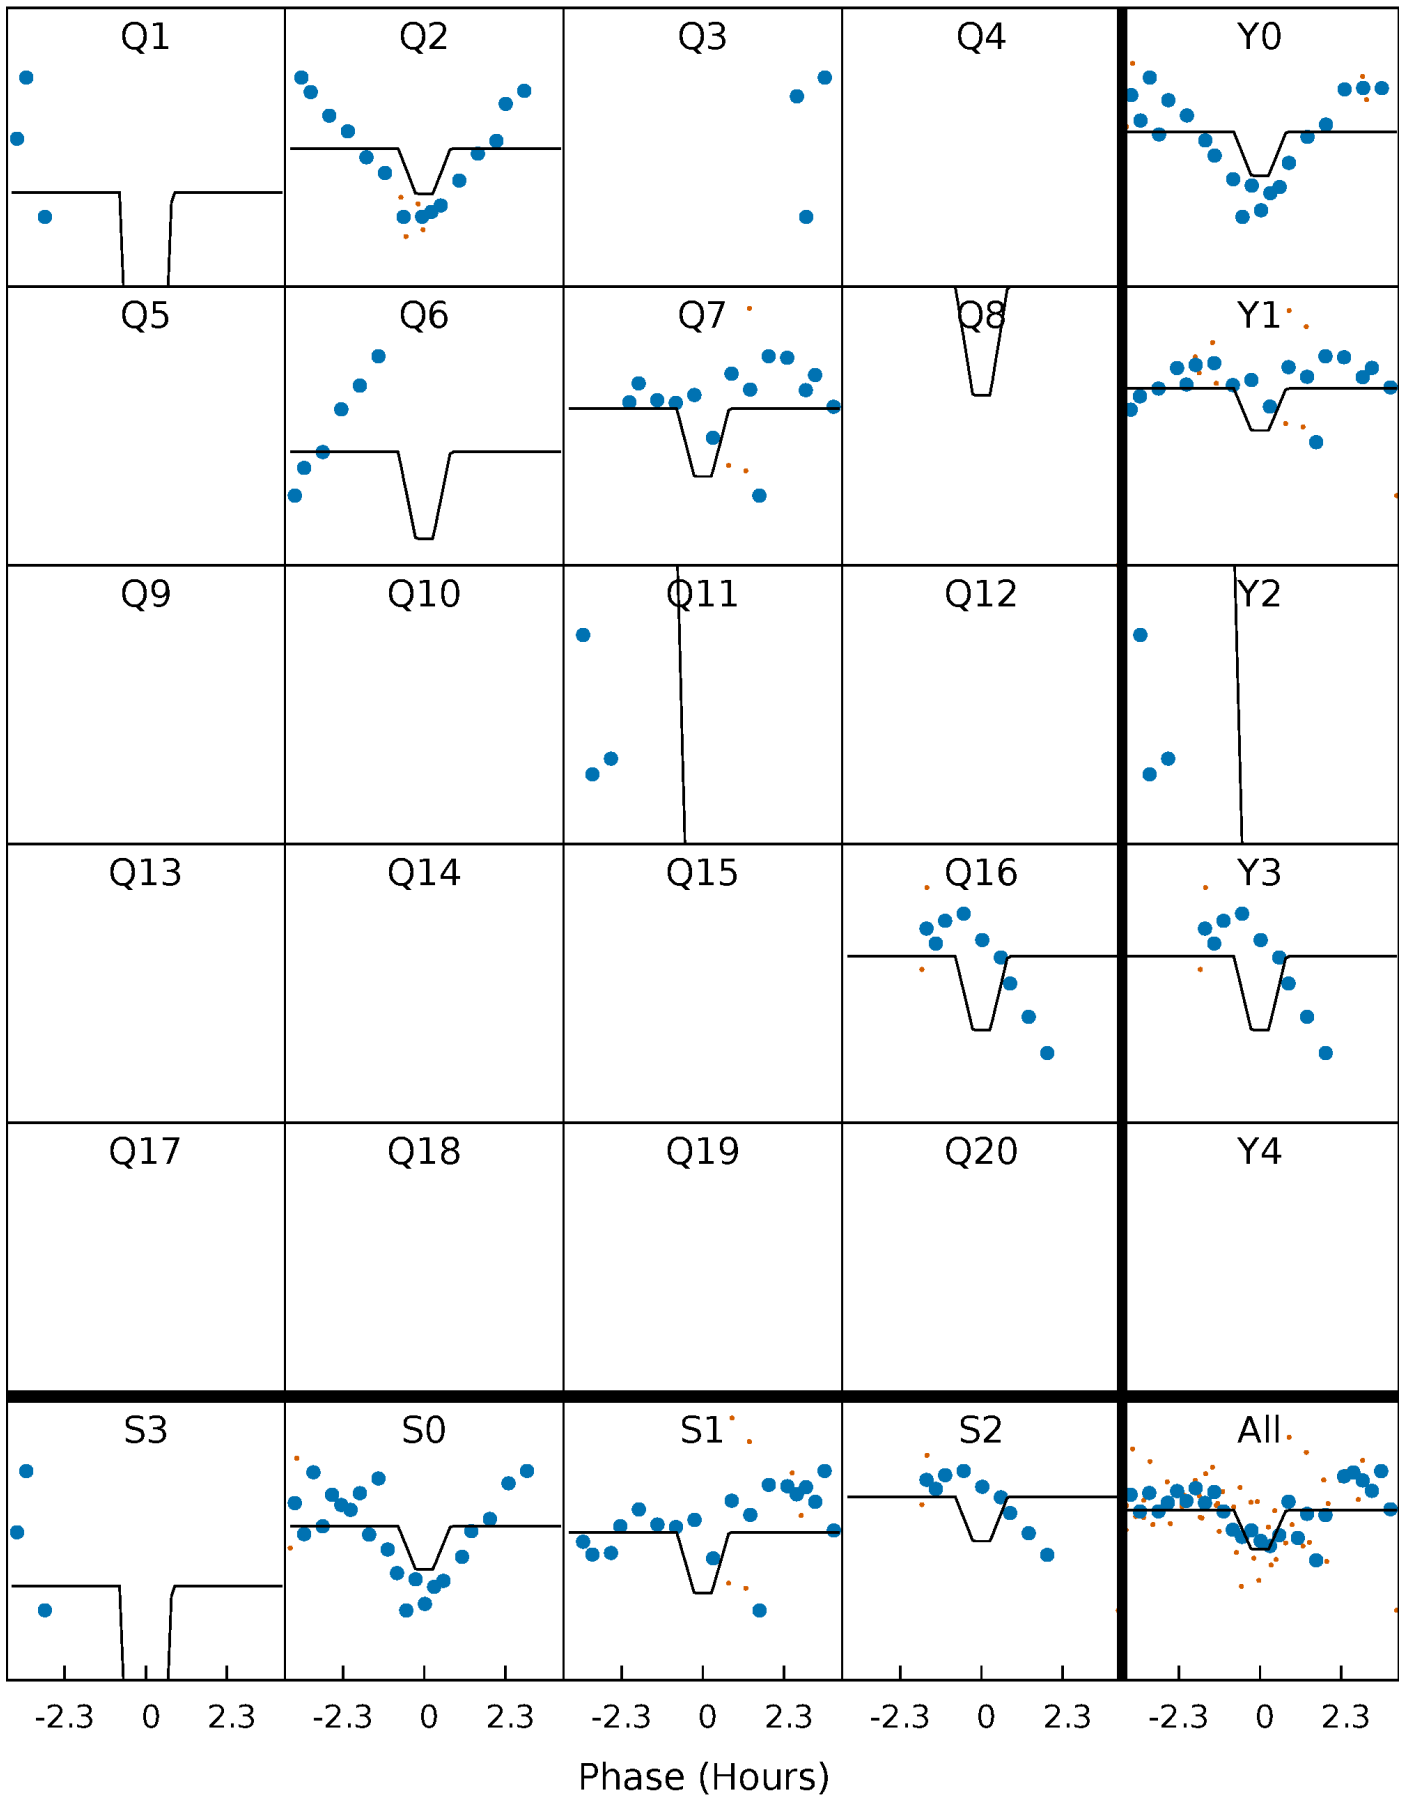 Q1 Q2 Q3 Q4 Y0
Q5 Q6 Q7 Q8 Y1
Q9 Q10 Q11 Q12 Y2
Q13 Q14 Q15 Q16 Y3
Q17 Q18 Q19 Q20 Y4
S3 S0 S1 S2 All
-2.3 0 2.3 -2.3 0 2.3 -2.3 0 2.3 -2.3 0 2.3 -2.3 0 2.3
Phase (Hours)